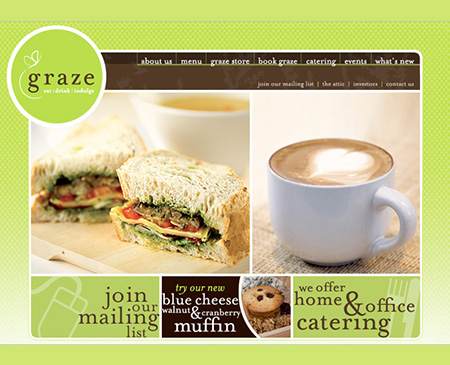 graze
eat | drink | indulge
about us | menu | graze store | book graze | catering | events | what's new
join our mailing list | the attic | investors | contact us
join
our
mailing
list
try our new
blue cheese
walnut & cranberry
muffin
we offer
home & office
catering